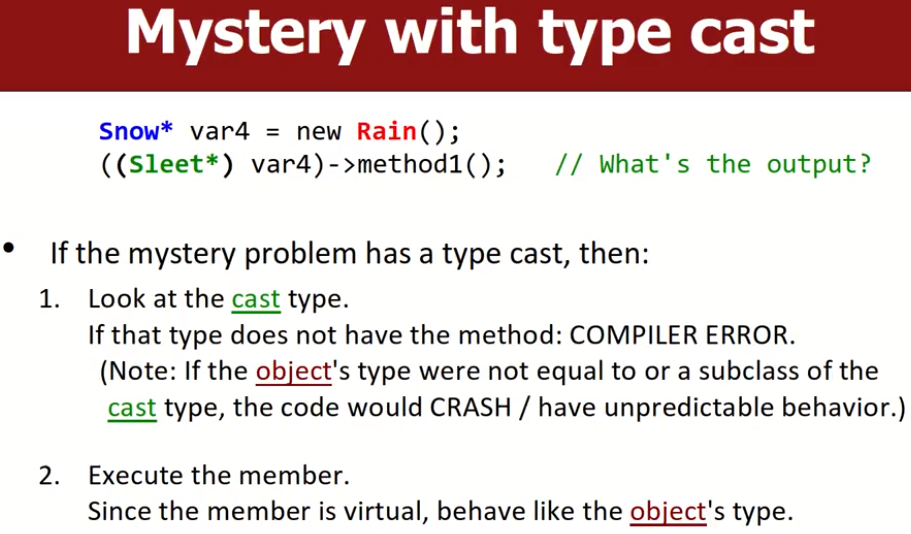 Mystery with type cast
Snow* var4 = new Rain();
((Sleet*) var4)->method1();   // What's the output?
• If the mystery problem has a type cast, then:
1. Look at the cast type.
If that type does not have the method: COMPILER ERROR.
(Note: If the object's type were not equal to or a subclass of the
cast type, the code would CRASH / have unpredictable behavior.)
2. Execute the member.
Since the member is virtual, behave like the object's type.